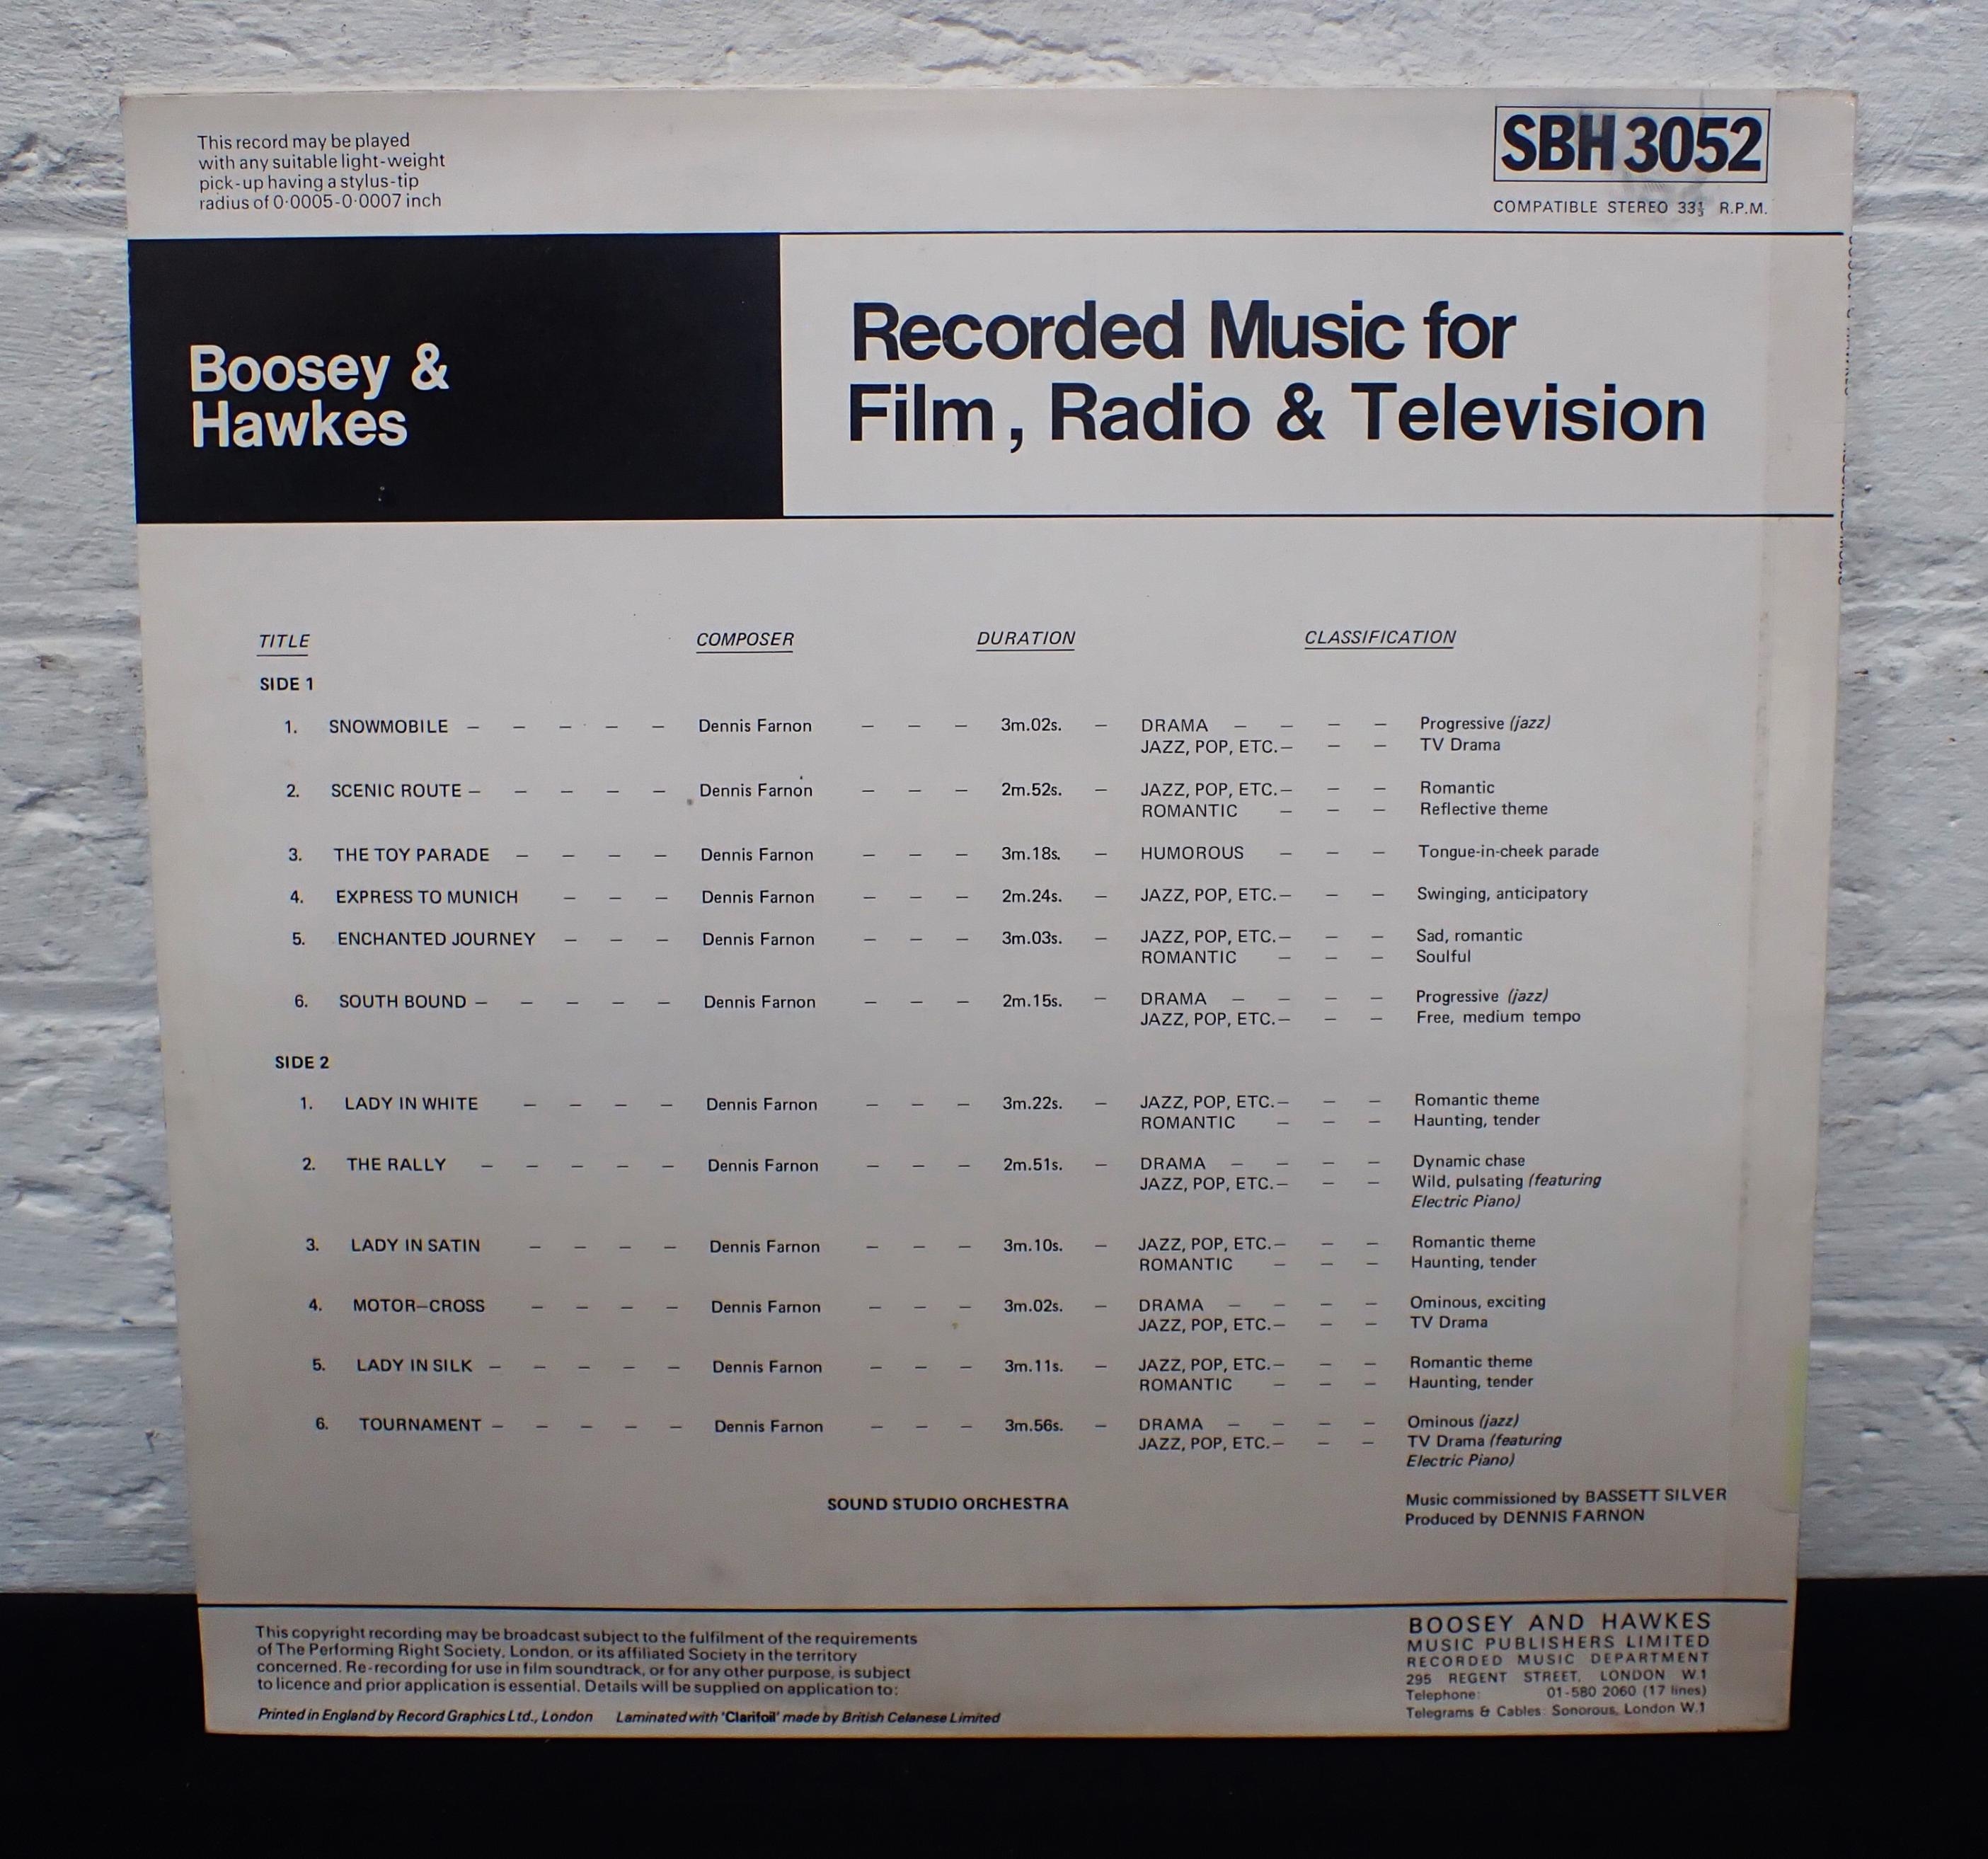 This record may be played
with any suitable light-weight
pick-up having a stylus-tip
radius of 0·0005-0·0007 inch
SBH 3052
COMPATIBLE STEREO 33⅓ R.P.M.
Boosey &
Hawkes
Recorded Music for
Film, Radio & Television
TITLE COMPOSER DURATION CLASSIFICATION
SIDE 1
1. SNOWMOBILE – – – – – Dennis Farnon – – – 3m.02s. – DRAMA – – – – Progressive (jazz)
JAZZ, POP, ETC.– – – TV Drama
2. SCENIC ROUTE – – – – – Dennis Farnon – – – 2m.52s. – JAZZ, POP, ETC.– – – Romantic
ROMANTIC – – – Reflective theme
3. THE TOY PARADE – – – – Dennis Farnon – – – 3m.18s. – HUMOROUS – – – Tongue-in-cheek parade
4. EXPRESS TO MUNICH – – – Dennis Farnon – – – 2m.24s. – JAZZ, POP, ETC.– – – Swinging, anticipatory
5. ENCHANTED JOURNEY – – – Dennis Farnon – – – 3m.03s. – JAZZ, POP, ETC.– – – Sad, romantic
ROMANTIC – – – Soulful
6. SOUTH BOUND – – – – – Dennis Farnon – – – 2m.15s. – DRAMA – – – – Progressive (jazz)
JAZZ, POP, ETC.– – – Free, medium tempo
SIDE 2
1. LADY IN WHITE – – – – Dennis Farnon – – – 3m.22s. – JAZZ, POP, ETC.– – – Romantic theme
ROMANTIC – – – Haunting, tender
2. THE RALLY – – – – – Dennis Farnon – – – 2m.51s. – DRAMA – – – – Dynamic chase
JAZZ, POP, ETC.– – – Wild, pulsating (featuring
Electric Piano)
3. LADY IN SATIN – – – – Dennis Farnon – – – 3m.10s. – JAZZ, POP, ETC.– – – Romantic theme
ROMANTIC – – – Haunting, tender
4. MOTOR–CROSS – – – – Dennis Farnon – – – 3m.02s. – DRAMA – – – – Ominous, exciting
JAZZ, POP, ETC.– – – TV Drama
5. LADY IN SILK – – – – – Dennis Farnon – – – 3m.11s. – JAZZ, POP, ETC.– – – Romantic theme
ROMANTIC – – – Haunting, tender
6. TOURNAMENT – – – – – Dennis Farnon – – – 3m.56s. – DRAMA – – – – Ominous (jazz)
JAZZ, POP, ETC.– – – TV Drama (featuring
Electric Piano)
SOUND STUDIO ORCHESTRA
Music commissioned by BASSETT SILVER
Produced by DENNIS FARNON
This copyright recording may be broadcast subject to the fulfilment of the requirements
of The Performing Right Society, London, or its affiliated Society in the territory
concerned. Re-recording for use in film soundtrack, or for any other purpose, is subject
to licence and prior application is essential. Details will be supplied on application to:
Printed in England by Record Graphics Ltd., London Laminated with 'Clarifoil' made by British Celanese Limited
BOOSEY AND HAWKES
MUSIC PUBLISHERS LIMITED
RECORDED MUSIC DEPARTMENT
295 REGENT STREET, LONDON W.1
Telephone: 01-580 2060 (17 lines)
Telegrams & Cables: Sonorous, London W.1